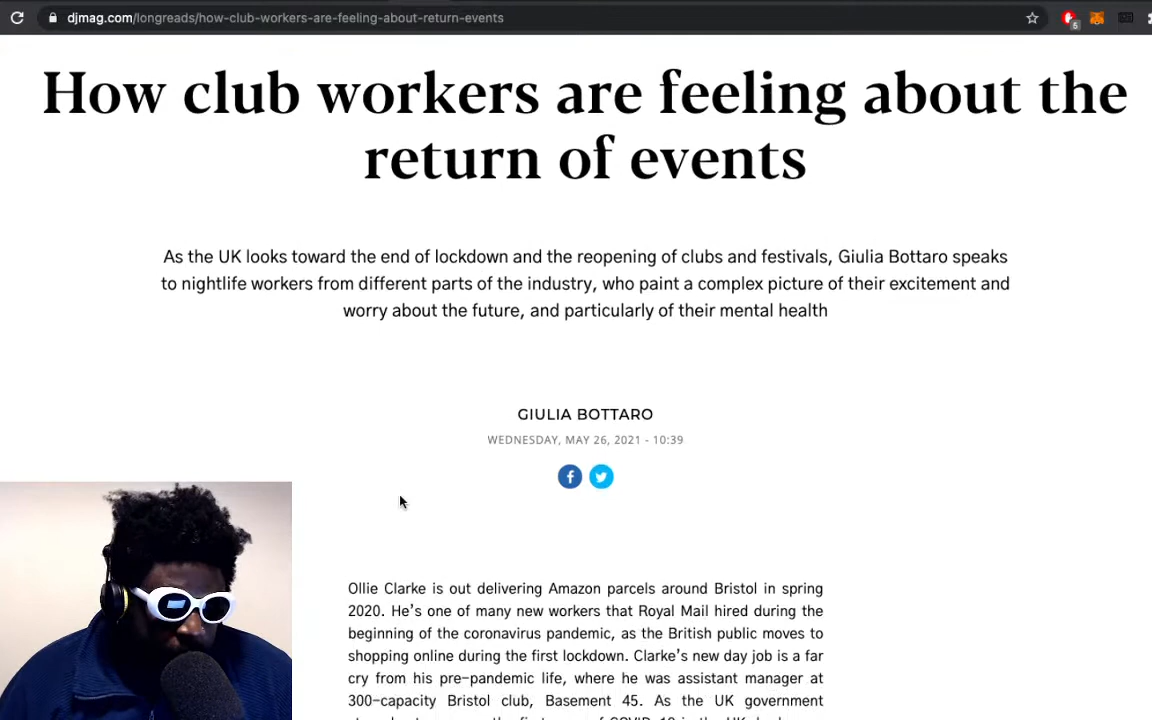 djmag.com/longreads/how-club-workers-are-feeling-about-return-events
5
How club workers are feeling about the
return of events
As the UK looks toward the end of lockdown and the reopening of clubs and festivals, Giulia Bottaro speaks
to nightlife workers from different parts of the industry, who paint a complex picture of their excitement and
worry about the future, and particularly of their mental health
GIULIA BOTTARO
WEDNESDAY, MAY 26, 2021 - 10:39
Ollie Clarke is out delivering Amazon parcels around Bristol in spring
2020. He's one of many new workers that Royal Mail hired during the
beginning of the coronavirus pandemic, as the British public moves to
shopping online during the first lockdown. Clarke's new day job is a far
cry from his pre-pandemic life, where he was assistant manager at
300-capacity Bristol club, Basement 45. As the UK government